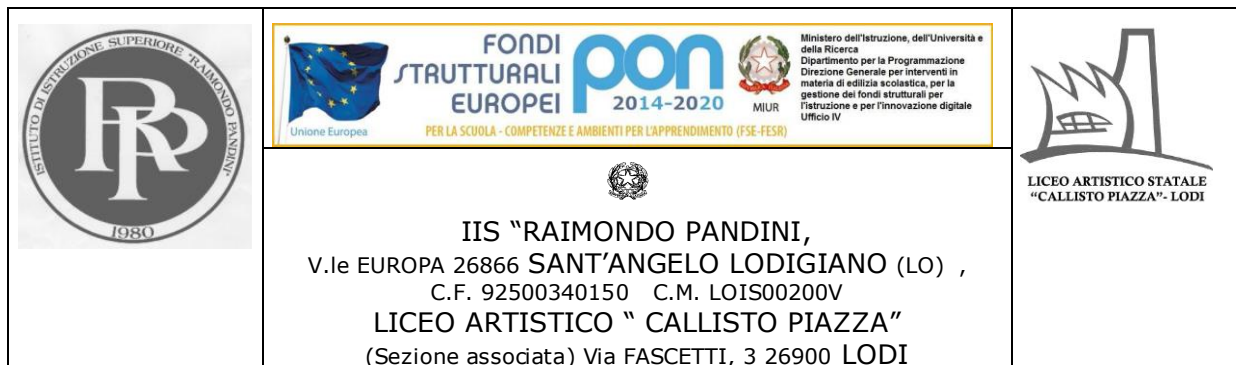 ISTITUTO DI ISTRUZIONE SUPERIORE "RAIMONDO PANDINI"
1980
FONDI
STRUTTURALI
EUROPEI
pon
2014-2020
Unione Europea
MIUR
Ministero dell'Istruzione, dell'Università e
della Ricerca
Dipartimento per la Programmazione
Direzione Generale per interventi in
materia di edilizia scolastica, per la
gestione dei fondi strutturali per
l'istruzione e per l'innovazione digitale
Ufficio IV
PER LA SCUOLA - COMPETENZE E AMBIENTI PER L'APPRENDIMENTO (FSE-FESR)
LICEO ARTISTICO STATALE
"CALLISTO PIAZZA"- LODI
IIS "RAIMONDO PANDINI,
V.le EUROPA 26866 SANT'ANGELO LODIGIANO (LO) ,
C.F. 92500340150 C.M. LOIS00200V
LICEO ARTISTICO " CALLISTO PIAZZA"
(Sezione associata) Via FASCETTI, 3 26900 LODI